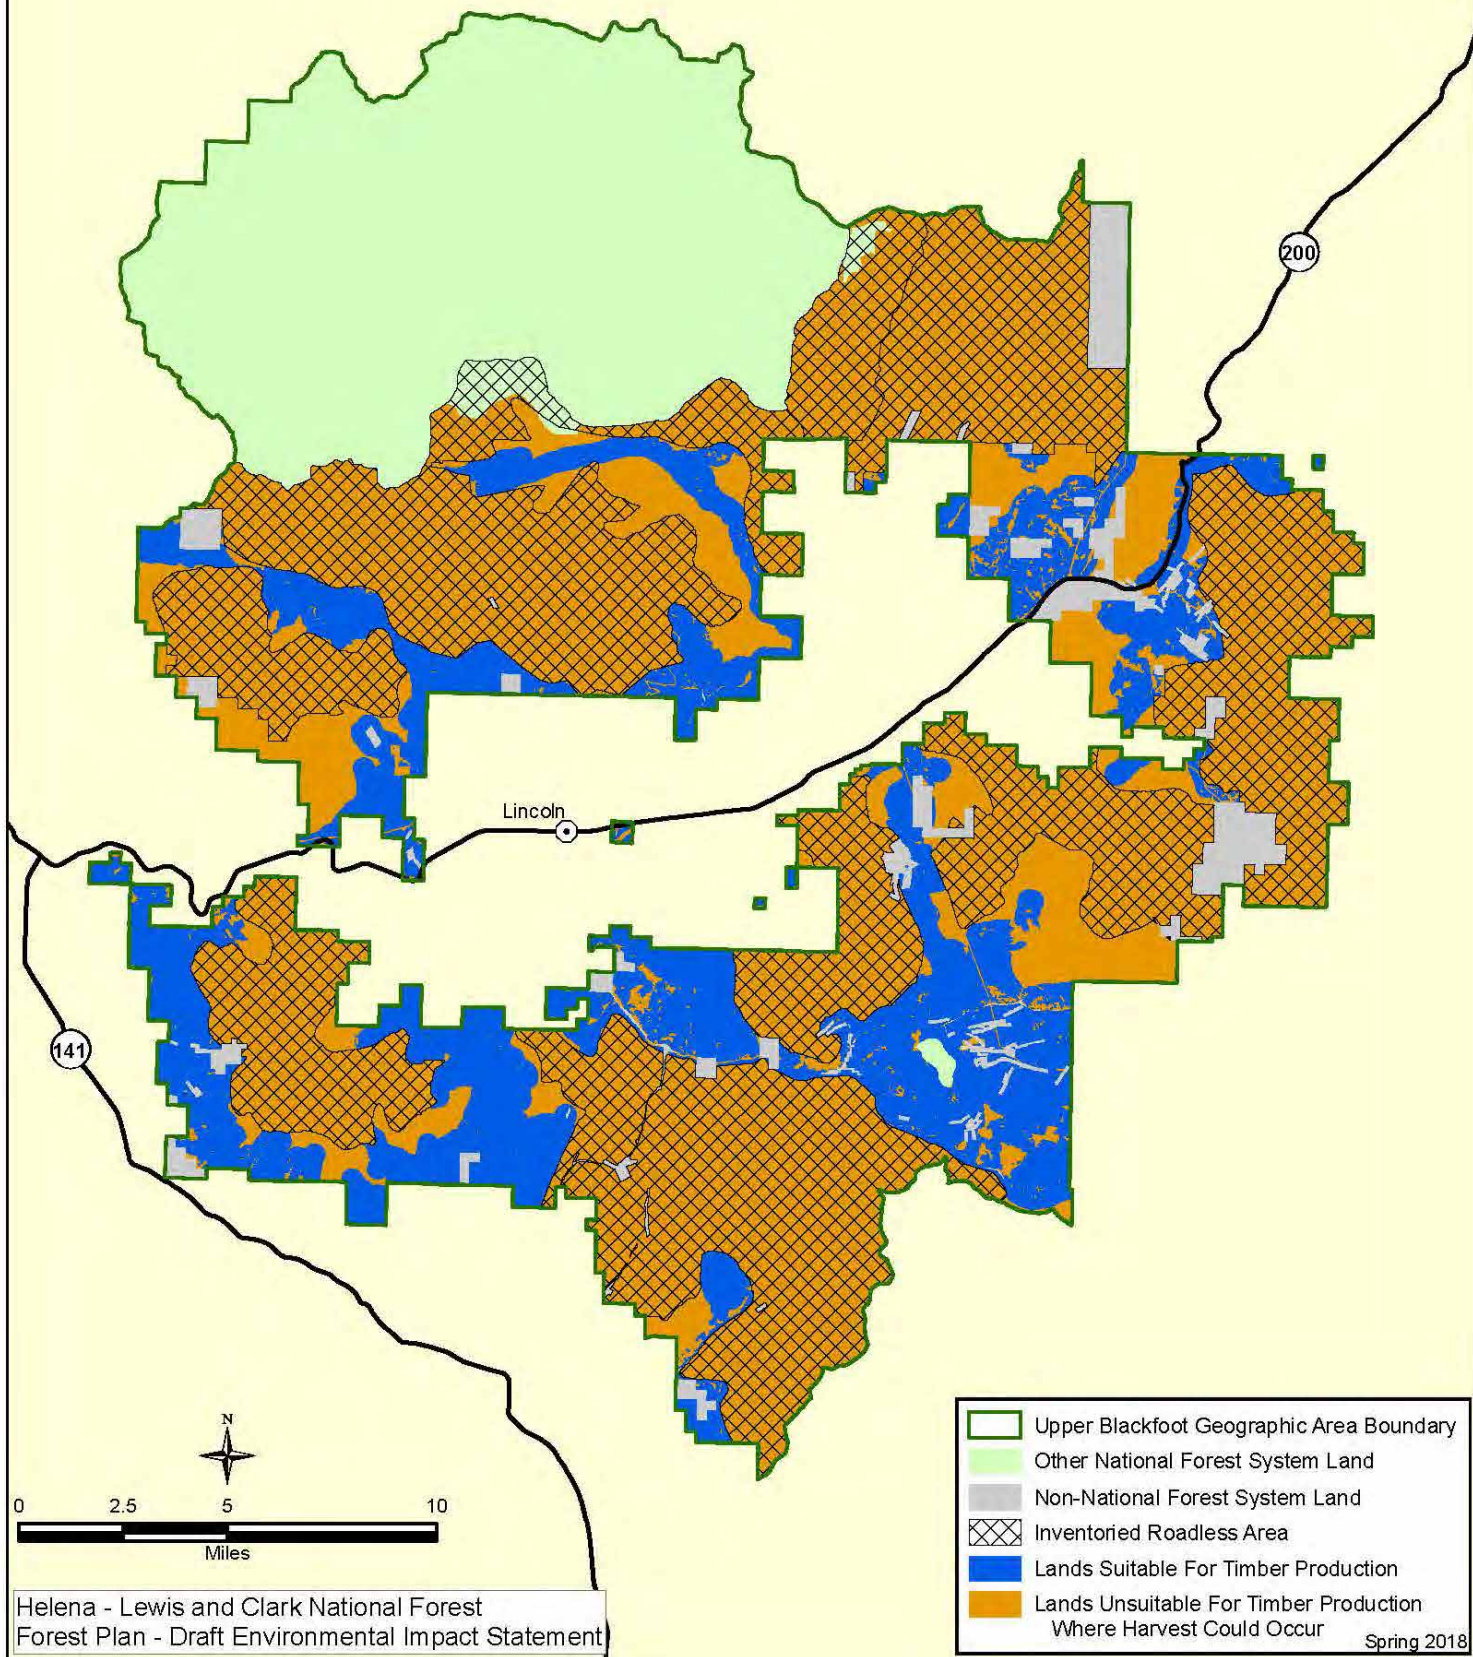 200
Lincoln
141
N
0 2.5 5 10
Miles
Helena - Lewis and Clark National Forest
Forest Plan - Draft Environmental Impact Statement
Upper Blackfoot Geographic Area Boundary
Other National Forest System Land
Non-National Forest System Land
Inventoried Roadless Area
Lands Suitable For Timber Production
Lands Unsuitable For Timber Production
Where Harvest Could Occur
Spring 2018